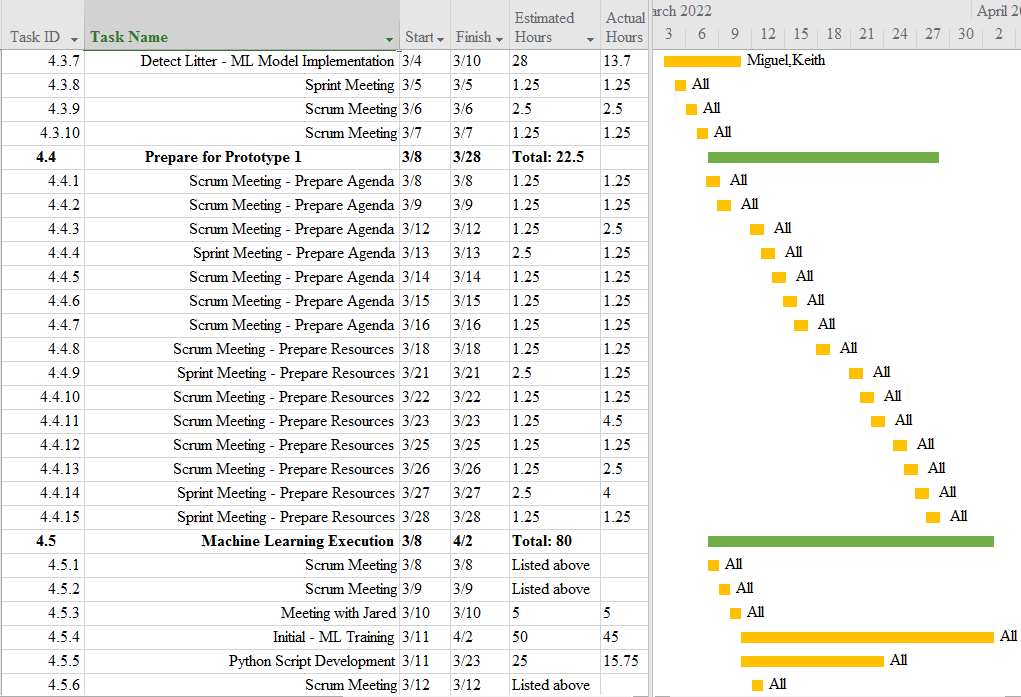 Task ID Task Name Start Finish Estimated Hours Actual Hours arch 2022 April 20
3 6 9 12 15 18 21 24 27 30 2
4.3.7 Detect Litter - ML Model Implementation 3/4 3/10 28 13.7 Miguel,Keith
4.3.8 Sprint Meeting 3/5 3/5 1.25 1.25 All
4.3.9 Scrum Meeting 3/6 3/6 2.5 2.5 All
4.3.10 Scrum Meeting 3/7 3/7 1.25 1.25 All
4.4 Prepare for Prototype 1 3/8 3/28 Total: 22.5
4.4.1 Scrum Meeting - Prepare Agenda 3/8 3/8 1.25 1.25 All
4.4.2 Scrum Meeting - Prepare Agenda 3/9 3/9 1.25 1.25 All
4.4.3 Scrum Meeting - Prepare Agenda 3/12 3/12 1.25 2.5 All
4.4.4 Sprint Meeting - Prepare Agenda 3/13 3/13 2.5 1.25 All
4.4.5 Scrum Meeting - Prepare Agenda 3/14 3/14 1.25 1.25 All
4.4.6 Scrum Meeting - Prepare Agenda 3/15 3/15 1.25 1.25 All
4.4.7 Scrum Meeting - Prepare Agenda 3/16 3/16 1.25 1.25 All
4.4.8 Scrum Meeting - Prepare Resources 3/18 3/18 1.25 1.25 All
4.4.9 Sprint Meeting - Prepare Resources 3/21 3/21 2.5 1.25 All
4.4.10 Scrum Meeting - Prepare Resources 3/22 3/22 1.25 1.25 All
4.4.11 Scrum Meeting - Prepare Resources 3/23 3/23 1.25 4.5 All
4.4.12 Scrum Meeting - Prepare Resources 3/25 3/25 1.25 1.25 All
4.4.13 Scrum Meeting - Prepare Resources 3/26 3/26 1.25 2.5 All
4.4.14 Sprint Meeting - Prepare Resources 3/27 3/27 2.5 4 All
4.4.15 Sprint Meeting - Prepare Resources 3/28 3/28 1.25 1.25 All
4.5 Machine Learning Execution 3/8 4/2 Total: 80
4.5.1 Scrum Meeting 3/8 3/8 Listed above All
4.5.2 Scrum Meeting 3/9 3/9 Listed above All
4.5.3 Meeting with Jared 3/10 3/10 5 5 All
4.5.4 Initial - ML Training 3/11 4/2 50 45 All
4.5.5 Python Script Development 3/11 3/23 25 15.75 All
4.5.6 Scrum Meeting 3/12 3/12 Listed above All